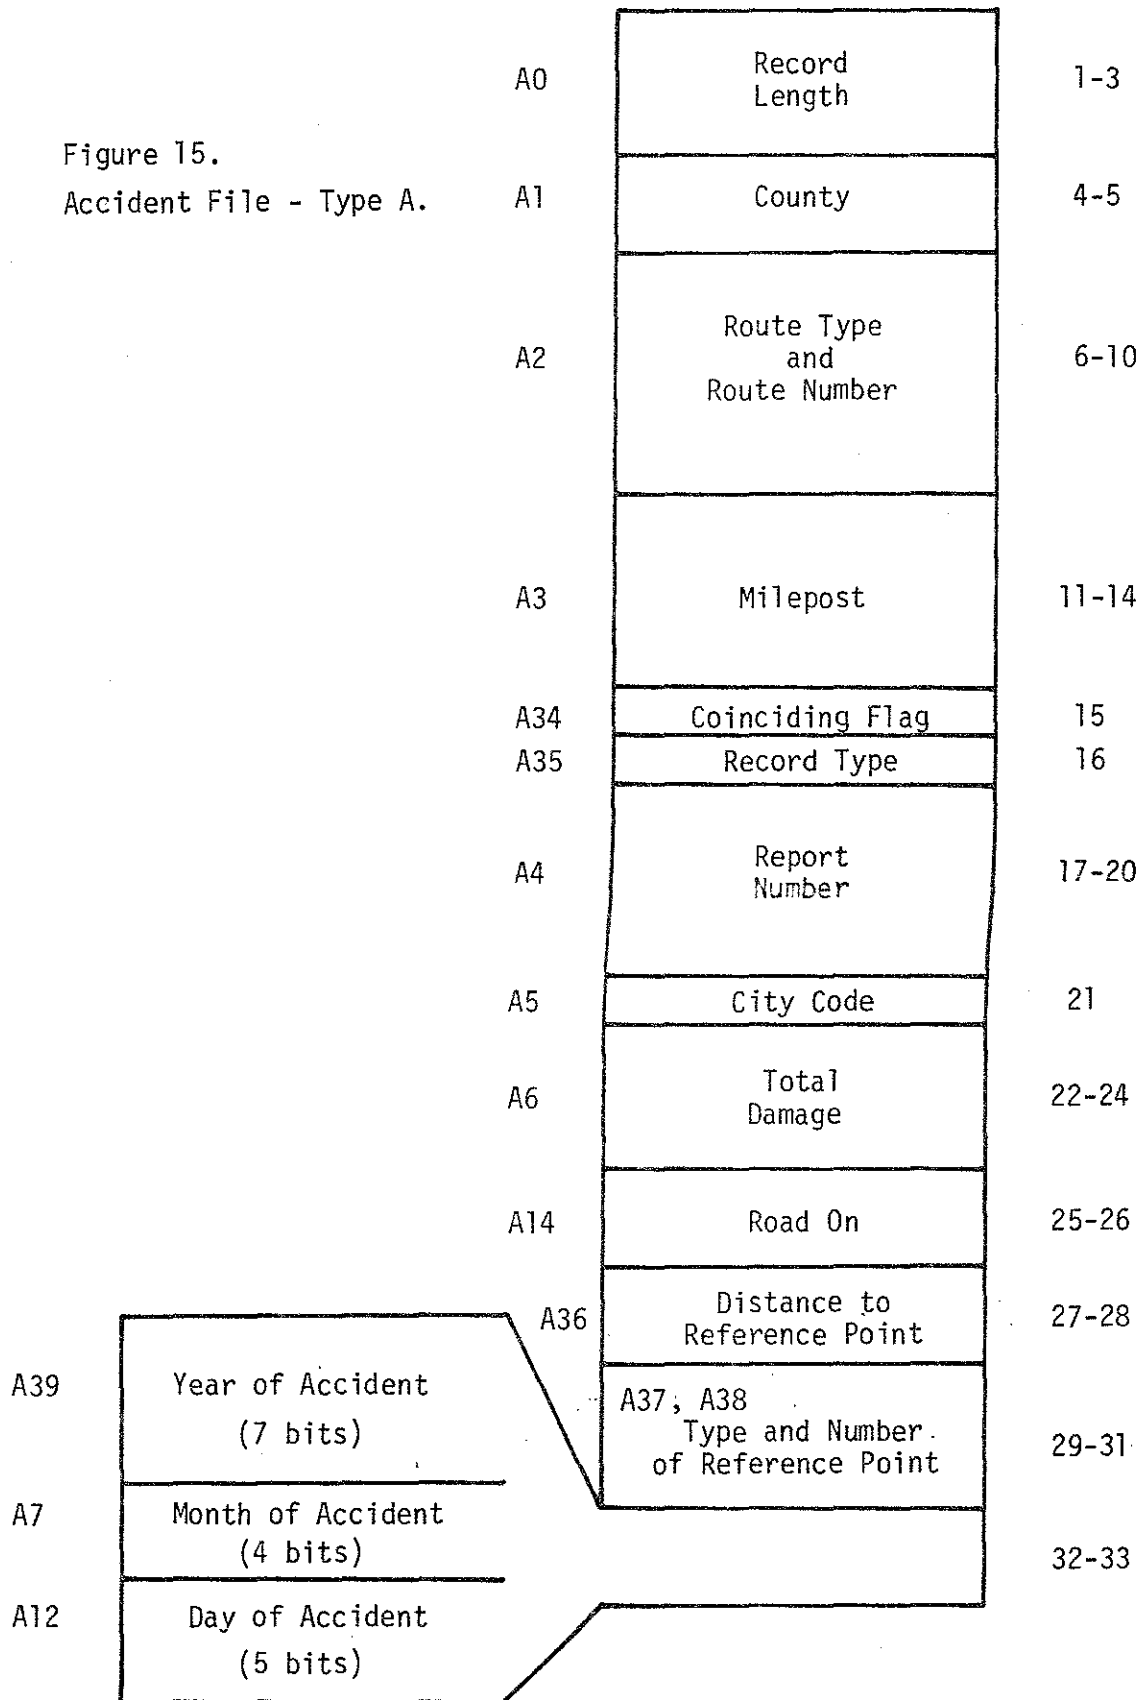 A0
Record
Length
1-3
Figure 15.
Accident File - Type A.
A1
County
4-5
A2
Route Type
and
Route Number
6-10
A3
Milepost
11-14
A34
Coinciding Flag
15
A35
Record Type
16
A4
Report
Number
17-20
A5
City Code
21
A6
Total
Damage
22-24
A14
Road On
25-26
A36
Distance to
Reference Point
27-28
A37, A38
Type and Number
of Reference Point
29-31
A39
Year of Accident
(7 bits)
A7
Month of Accident
(4 bits)
32-33
A12
Day of Accident
(5 bits)